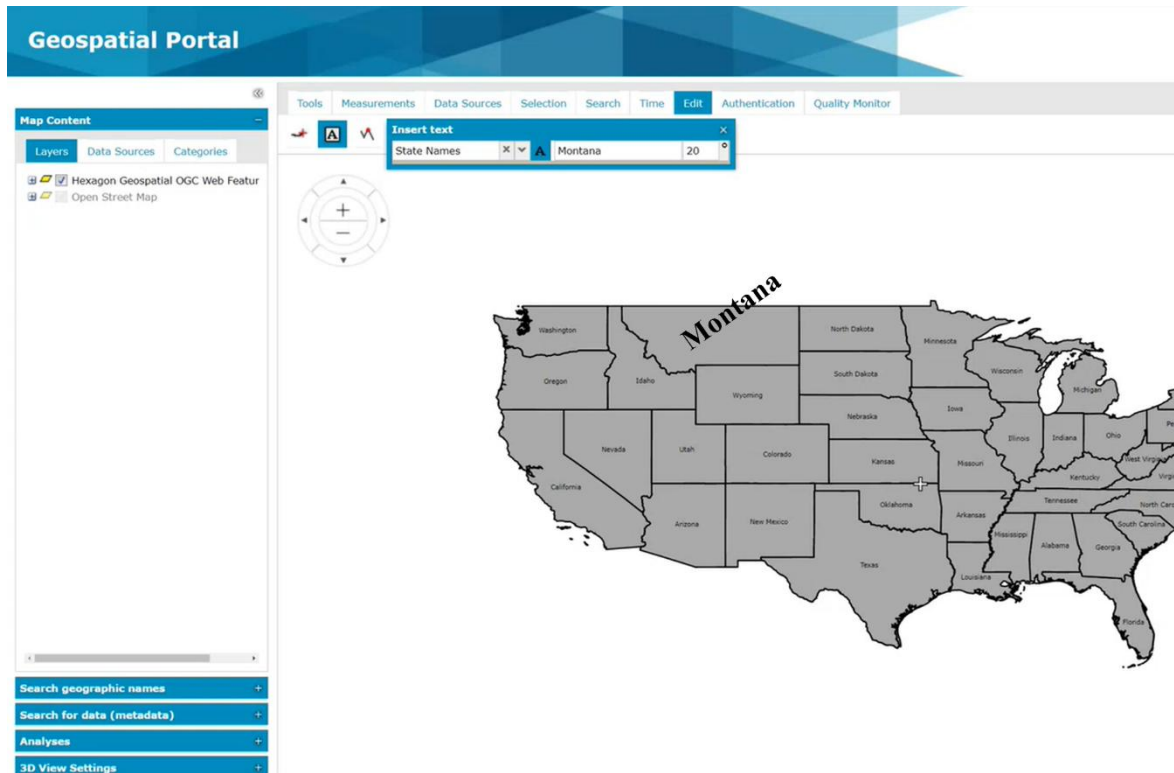 Geospatial Portal
Tools Measurements Data Sources Selection Search Time Edit Authentication Quality Monitor
Map Content
Insert text
State Names A Montana 20 °
A
Layers Data Sources Categories
Hexagon Geospatial OGC Web Featur
Open Street Map
Montana
Washington
North Dakota
Minnesota
Oregon
Idaho
South Dakota
Wisconsin
Michigan
Wyoming
Nebraska
Iowa
Nevada
Utah
Colorado
Kansas
Missouri
Illinois
Indiana
Ohio
Pe
West Virginia
Virgi
California
Kentucky
Arizona
New Mexico
Oklahoma
Arkansas
Tennessee
North Caro
South Carolina
Mississippi
Alabama
Georgia
Texas
Louisiana
Florida
Search geographic names
Search for data (metadata)
Analyses
3D View Settings